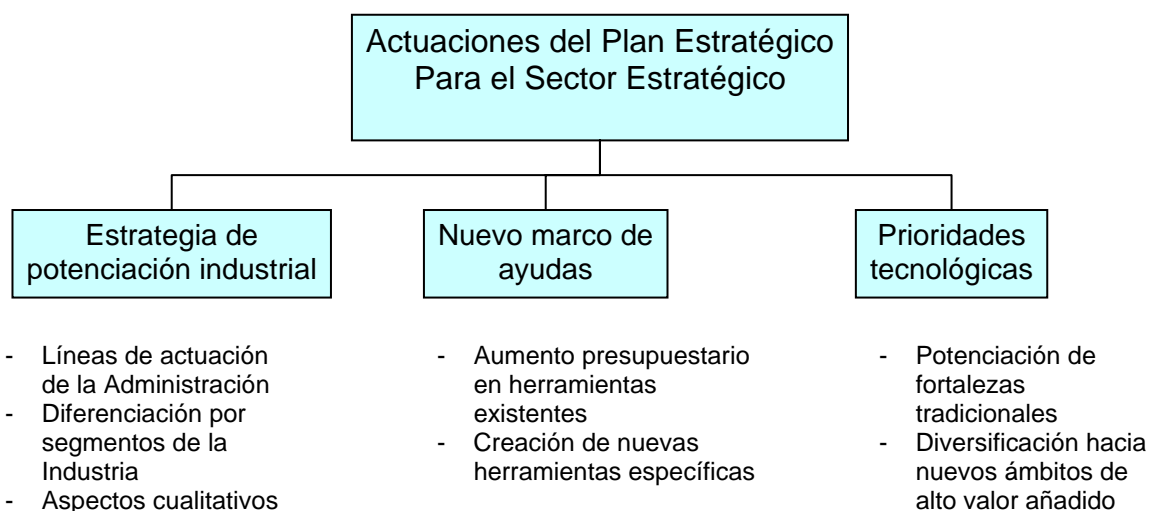 Actuaciones del Plan Estratégico
Para el Sector Estratégico
Estrategia de
potenciación industrial
- Líneas de actuación
de la Administración
- Diferenciación por
segmentos de la
Industria
- Aspectos cualitativos
Nuevo marco de
ayudas
- Aumento presupuestario
en herramientas
existentes
- Creación de nuevas
herramientas específicas
Prioridades
tecnológicas
- Potenciación de
fortalezas
tradicionales
- Diversificación hacia
nuevos ámbitos de
alto valor añadido